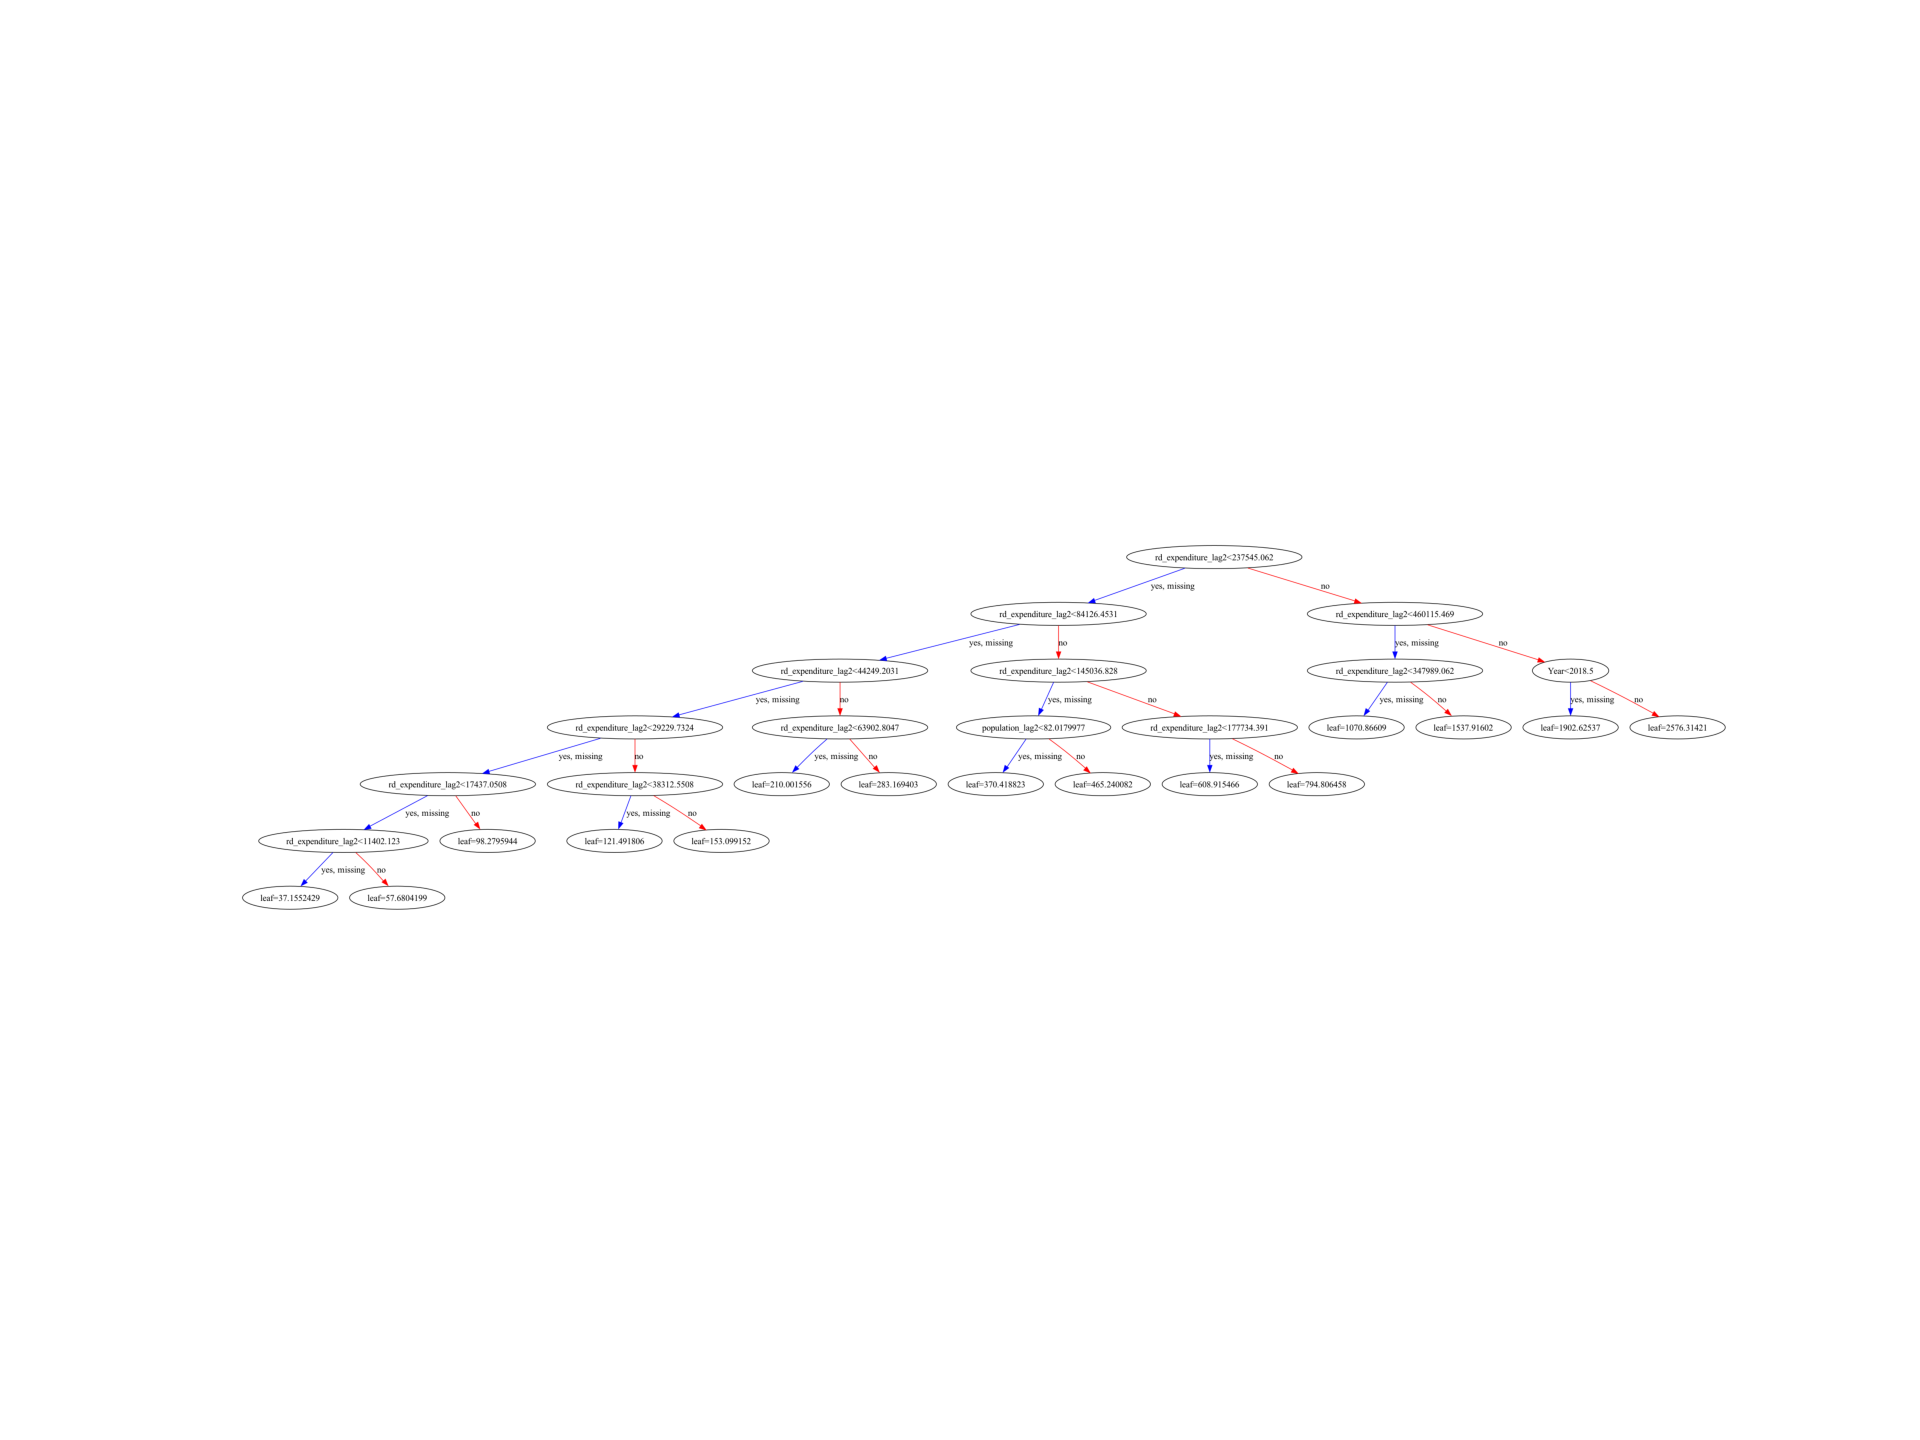 rd_expenditure_lag2<237545.062
yes, missing
no
rd_expenditure_lag2<84126.4531
rd_expenditure_lag2<460115.469
yes, missing
no
yes, missing
no
rd_expenditure_lag2<44249.2031
rd_expenditure_lag2<145036.828
rd_expenditure_lag2<347989.062
Year<2018.5
yes, missing
no
yes, missing
no
yes, missing
no
yes, missing
no
rd_expenditure_lag2<29229.7324
rd_expenditure_lag2<63902.8047
population_lag2<82.0179977
rd_expenditure_lag2<177734.391
leaf=1070.86609
leaf=1537.91602
leaf=1902.62537
leaf=2576.31421
yes, missing
no
yes, missing
no
yes, missing
no
yes, missing
no
rd_expenditure_lag2<17437.0508
rd_expenditure_lag2<38312.5508
leaf=210.001556
leaf=283.169403
leaf=370.418823
leaf=465.240082
leaf=608.915466
leaf=794.806458
yes, missing
no
yes, missing
no
rd_expenditure_lag2<11402.123
leaf=98.2795944
leaf=121.491806
leaf=153.099152
yes, missing
no
leaf=37.1552429
leaf=57.6804199